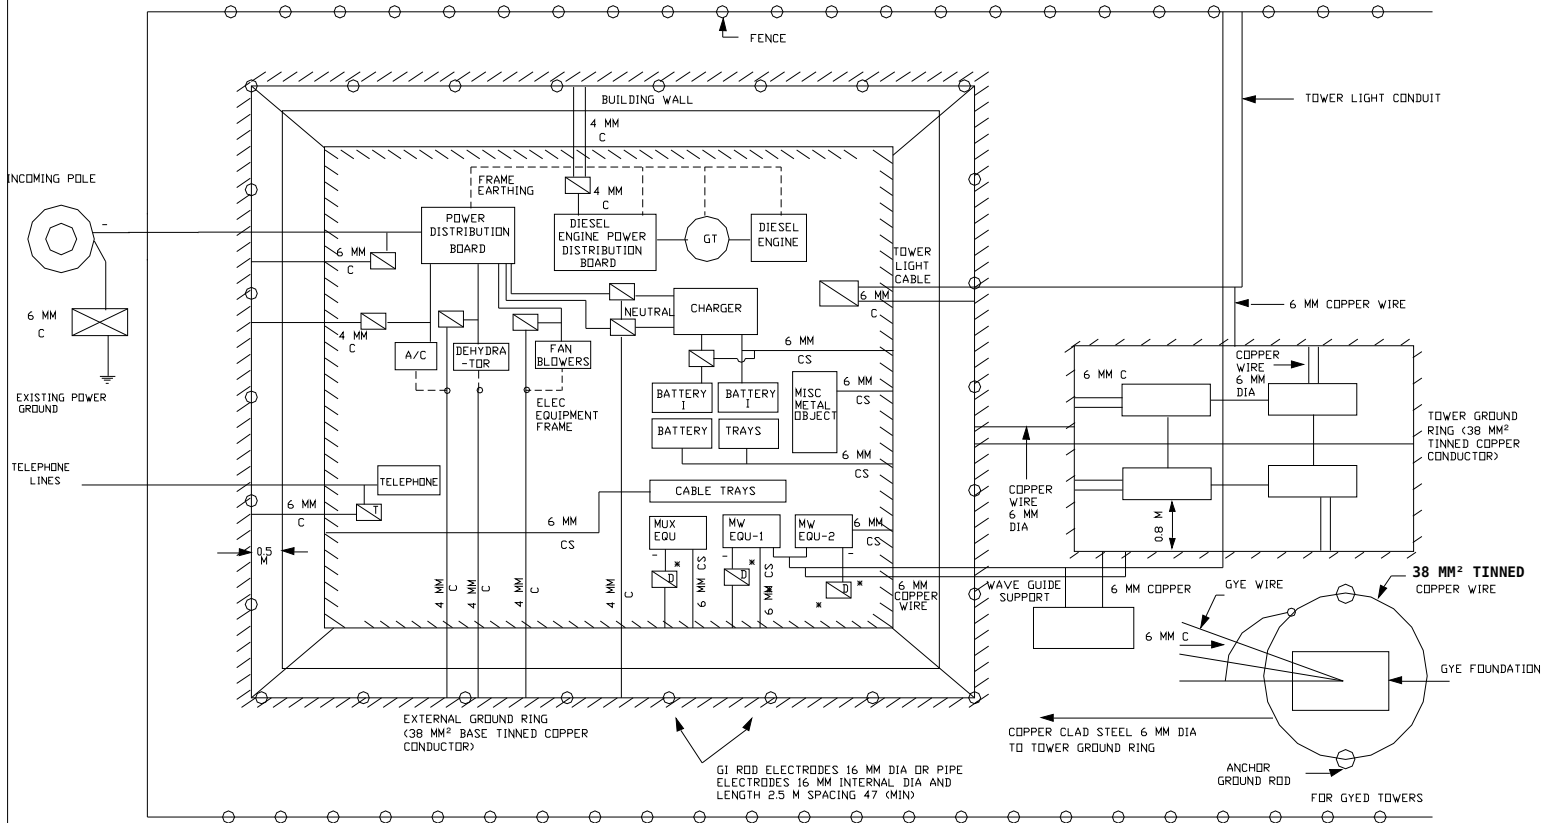 FENCE
BUILDING WALL
TOWER LIGHT CONDUIT
4 MM
C
INCOMING POLE
FRAME
EARTHING
4 MM
C
-
POWER
DISTRIBUTION
BOARD
DIESEL
ENGINE POWER
DISTRIBUTION
BOARD
GT
DIESEL
ENGINE
6 MM
C
TOWER
LIGHT
CABLE
6 MM
C
6 MM COPPER WIRE
6 MM
C
NEUTRAL
CHARGER
4 MM
C
A/C
DEHYDRA
-TOR
FAN
BLOWERS
6 MM
CS
COPPER
WIRE
6 MM
DIA
6 MM C
EXISTING POWER
GROUND
ELEC
EQUIPMENT
FRAME
BATTERY
I
BATTERY
I
MISC
METAL
OBJECT
6 MM
CS
BATTERY
TRAYS
TOWER GROUND
RING (38 MM²
TINNED COPPER
CONDUCTOR)
TELEPHONE
LINES
TELEPHONE
6 MM
CS
CABLE TRAYS
COPPER
WIRE
6 MM
DIA
6 MM
C
T
0.8 M
6 MM
CS
MUX
EQU
MW
EQU-1
MW
EQU-2
6 MM
CS
0.5
M
- D *
6 MM CS
- D *
6 MM CS
*
- D *
*
4 MM C
4 MM C
4 MM C
4 MM C
6 MM
COPPER
WIRE
WAVE GUIDE
SUPPORT
6 MM COPPER
GYE WIRE
38 MM² TINNED
COPPER WIRE
6 MM C
GYE FOUNDATION
EXTERNAL GROUND RING
(38 MM² BASE TINNED COPPER
CONDUCTOR)
COPPER CLAD STEEL 6 MM DIA
TO TOWER GROUND RING
GI ROD ELECTRODES 16 MM DIA OR PIPE
ELECTRODES 16 MM INTERNAL DIA AND
LENGTH 2.5 M SPACING 47 (MIN)
ANCHOR
GROUND ROD
FOR GYED TOWERS